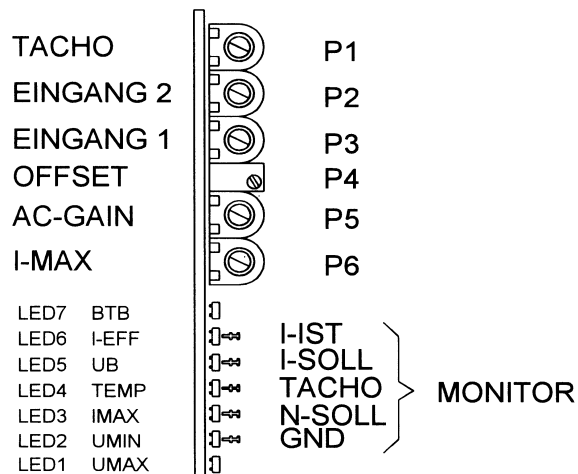 TACHO P1
EINGANG 2 P2
EINGANG 1 P3
OFFSET P4
AC-GAIN P5
I-MAX P6
LED7 BTB
LED6 I-EFF I-IST
LED5 UB I-SOLL
LED4 TEMP TACHO MONITOR
LED3 IMAX N-SOLL
LED2 UMIN GND
LED1 UMAX